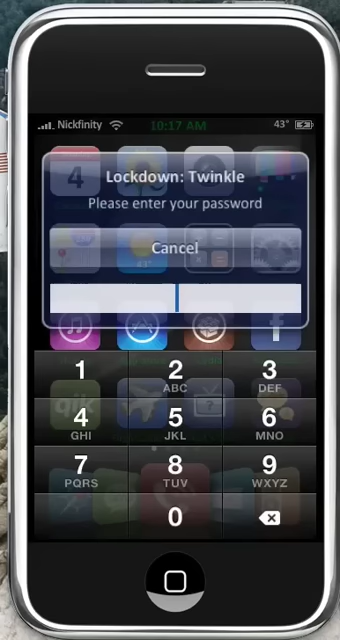 Nickfinity 10:17 AM 43°
4
Lockdown: Twinkle
Please enter your password
Cancel
1 2 3
ABC DEF
4 5 6
GHI JKL MNO
qik ?
7 8 9
PQRS TUV WXYZ
0